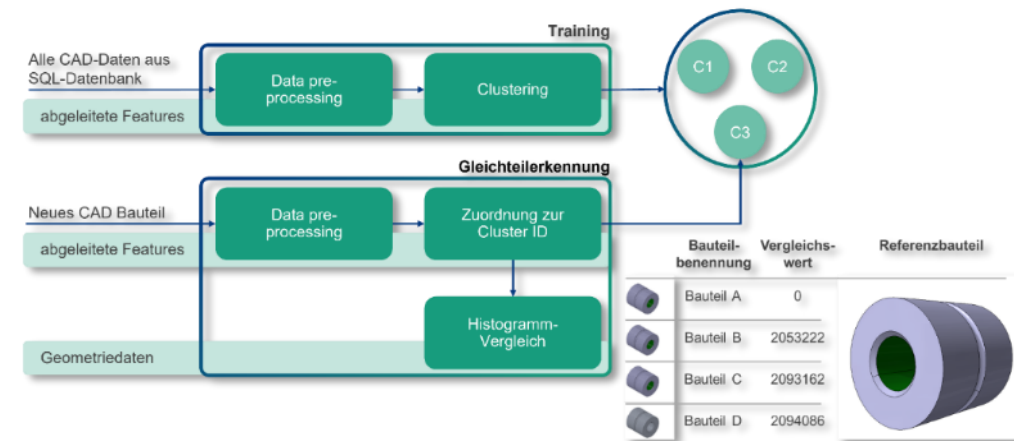 Training
Alle CAD-Daten aus
SQL-Datenbank
abgeleitete Features
Data pre-
processing
Clustering
C1
C2
C3
Gleichteilerkennung
Neues CAD Bauteil
abgeleitete Features
Data pre-
processing
Zuordnung zur
Cluster ID
Histogramm-
Vergleich
Geometriedaten
Bauteil-
benennung
Vergleichs-
wert
Referenzbauteil
Bauteil A
0
Bauteil B
2053222
Bauteil C
2093162
Bauteil D
2094086